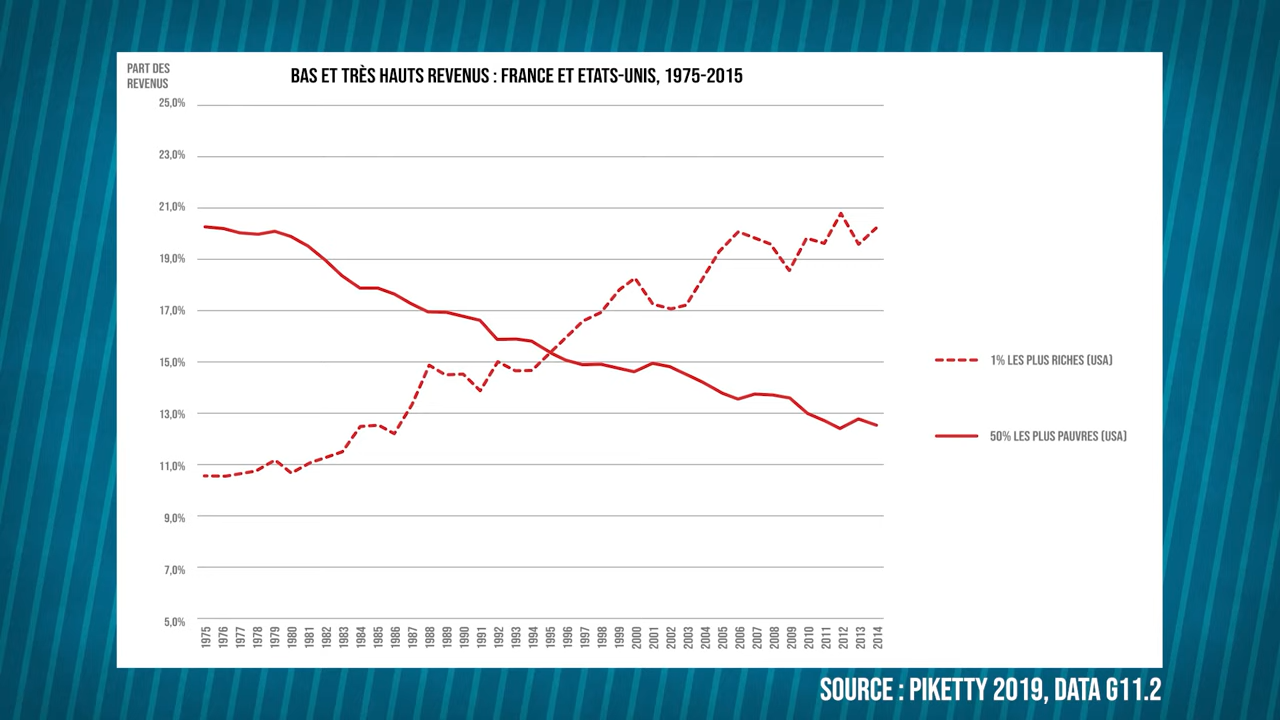 PART DES
REVENUS
BAS ET TRÈS HAUTS REVENUS : FRANCE ET ETATS-UNIS, 1975-2015
25,0%
23,0%
21,0%
19,0%
17,0%
15,0%
13,0%
11,0%
9,0%
7,0%
5,0%
1975 1976 1977 1978 1979 1980 1981 1982 1983 1984 1985 1986 1987 1988 1989 1990 1991 1992 1993 1994 1995 1996 1997 1998 1999 2000 2001 2002 2003 2004 2005 2006 2007 2008 2009 2010 2011 2012 2013 2014
1% LES PLUS RICHES (USA)
50% LES PLUS PAUVRES (USA)
SOURCE : PIKETTY 2019, DATA G11.2